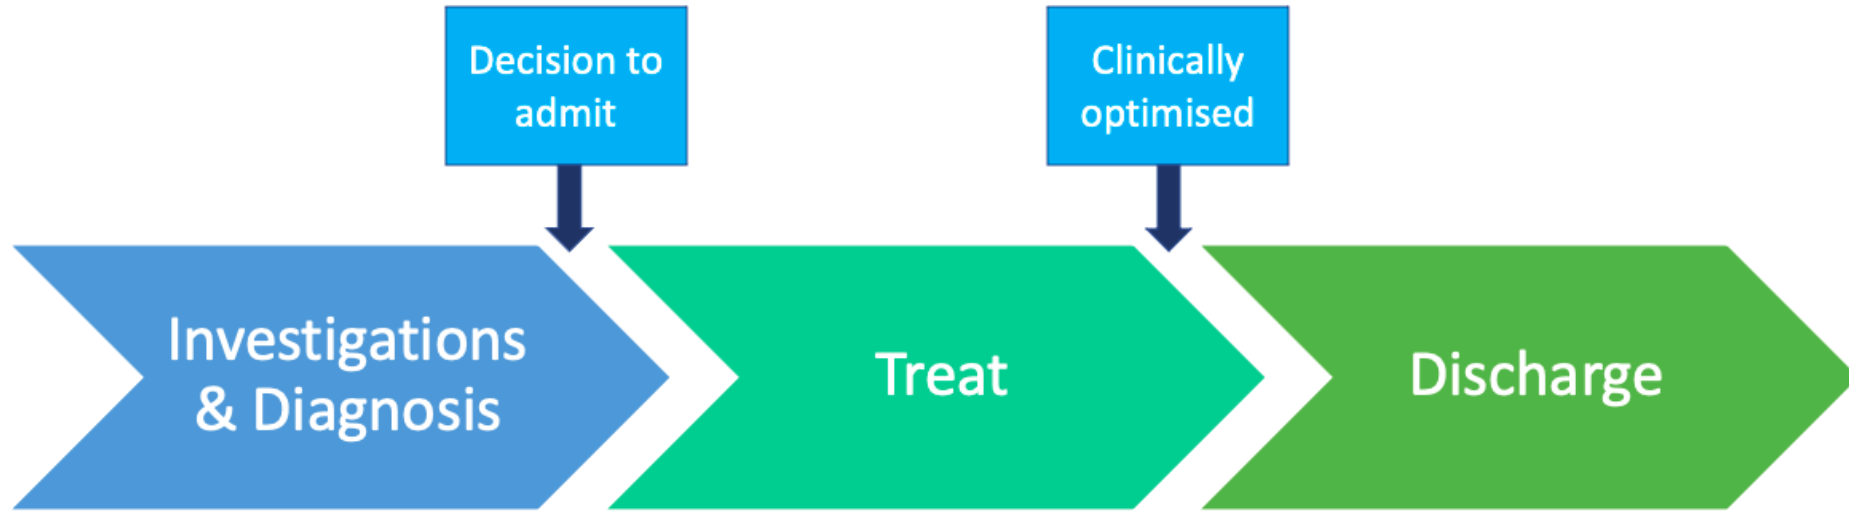 Decision to
admit
Clinically
optimised
Investigations
& Diagnosis
Treat
Discharge